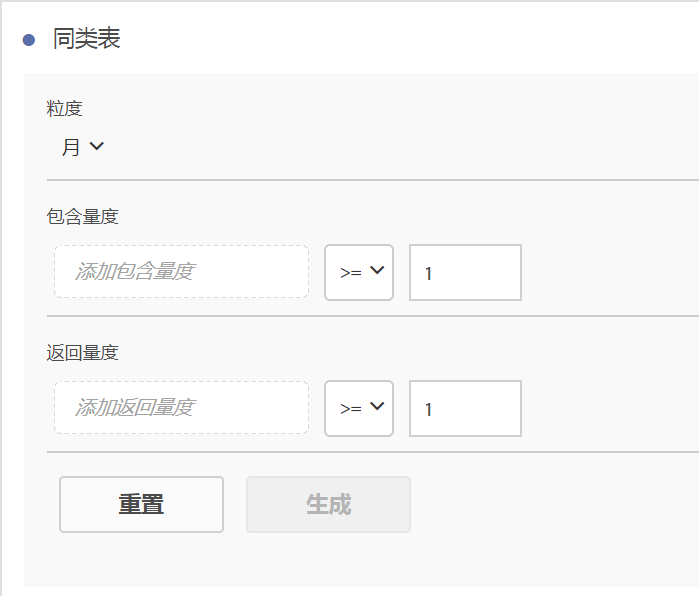 同类表
粒度
月
包含量度
添加包含量度 >= 1
返回量度
添加返回量度 >= 1
重置 生成